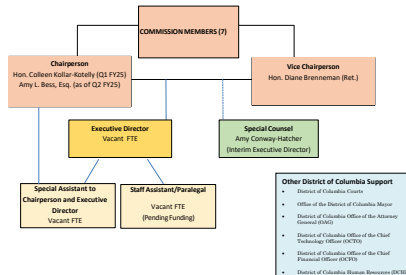 COMMISSION MEMBERS (7)
Chairperson
Hon. Colleen Kollar-Kotelly (Q1 FY25)
Amy L. Bess, Esq. (as of Q2 FY25)
Vice Chairperson
Hon. Diane Brenneman (Ret.)
Executive Director
Vacant FTE
Special Counsel
Amy Conway-Hatcher
(Interim Executive Director)
Special Assistant to
Chairperson and Executive
Director
Vacant FTE
Staff Assistant/Paralegal
Vacant FTE
(Pending Funding)
Other District of Columbia Support
• District of Columbia Courts
• Office of the District of Columbia Mayor
• District of Columbia Office of the Attorney
General (OAG)
• District of Columbia Office of the Chief
Technology Officer (OCTO)
• District of Columbia Office of the Chief
Financial Officer (OCFO)
• District of Columbia Human Resources (DCHR